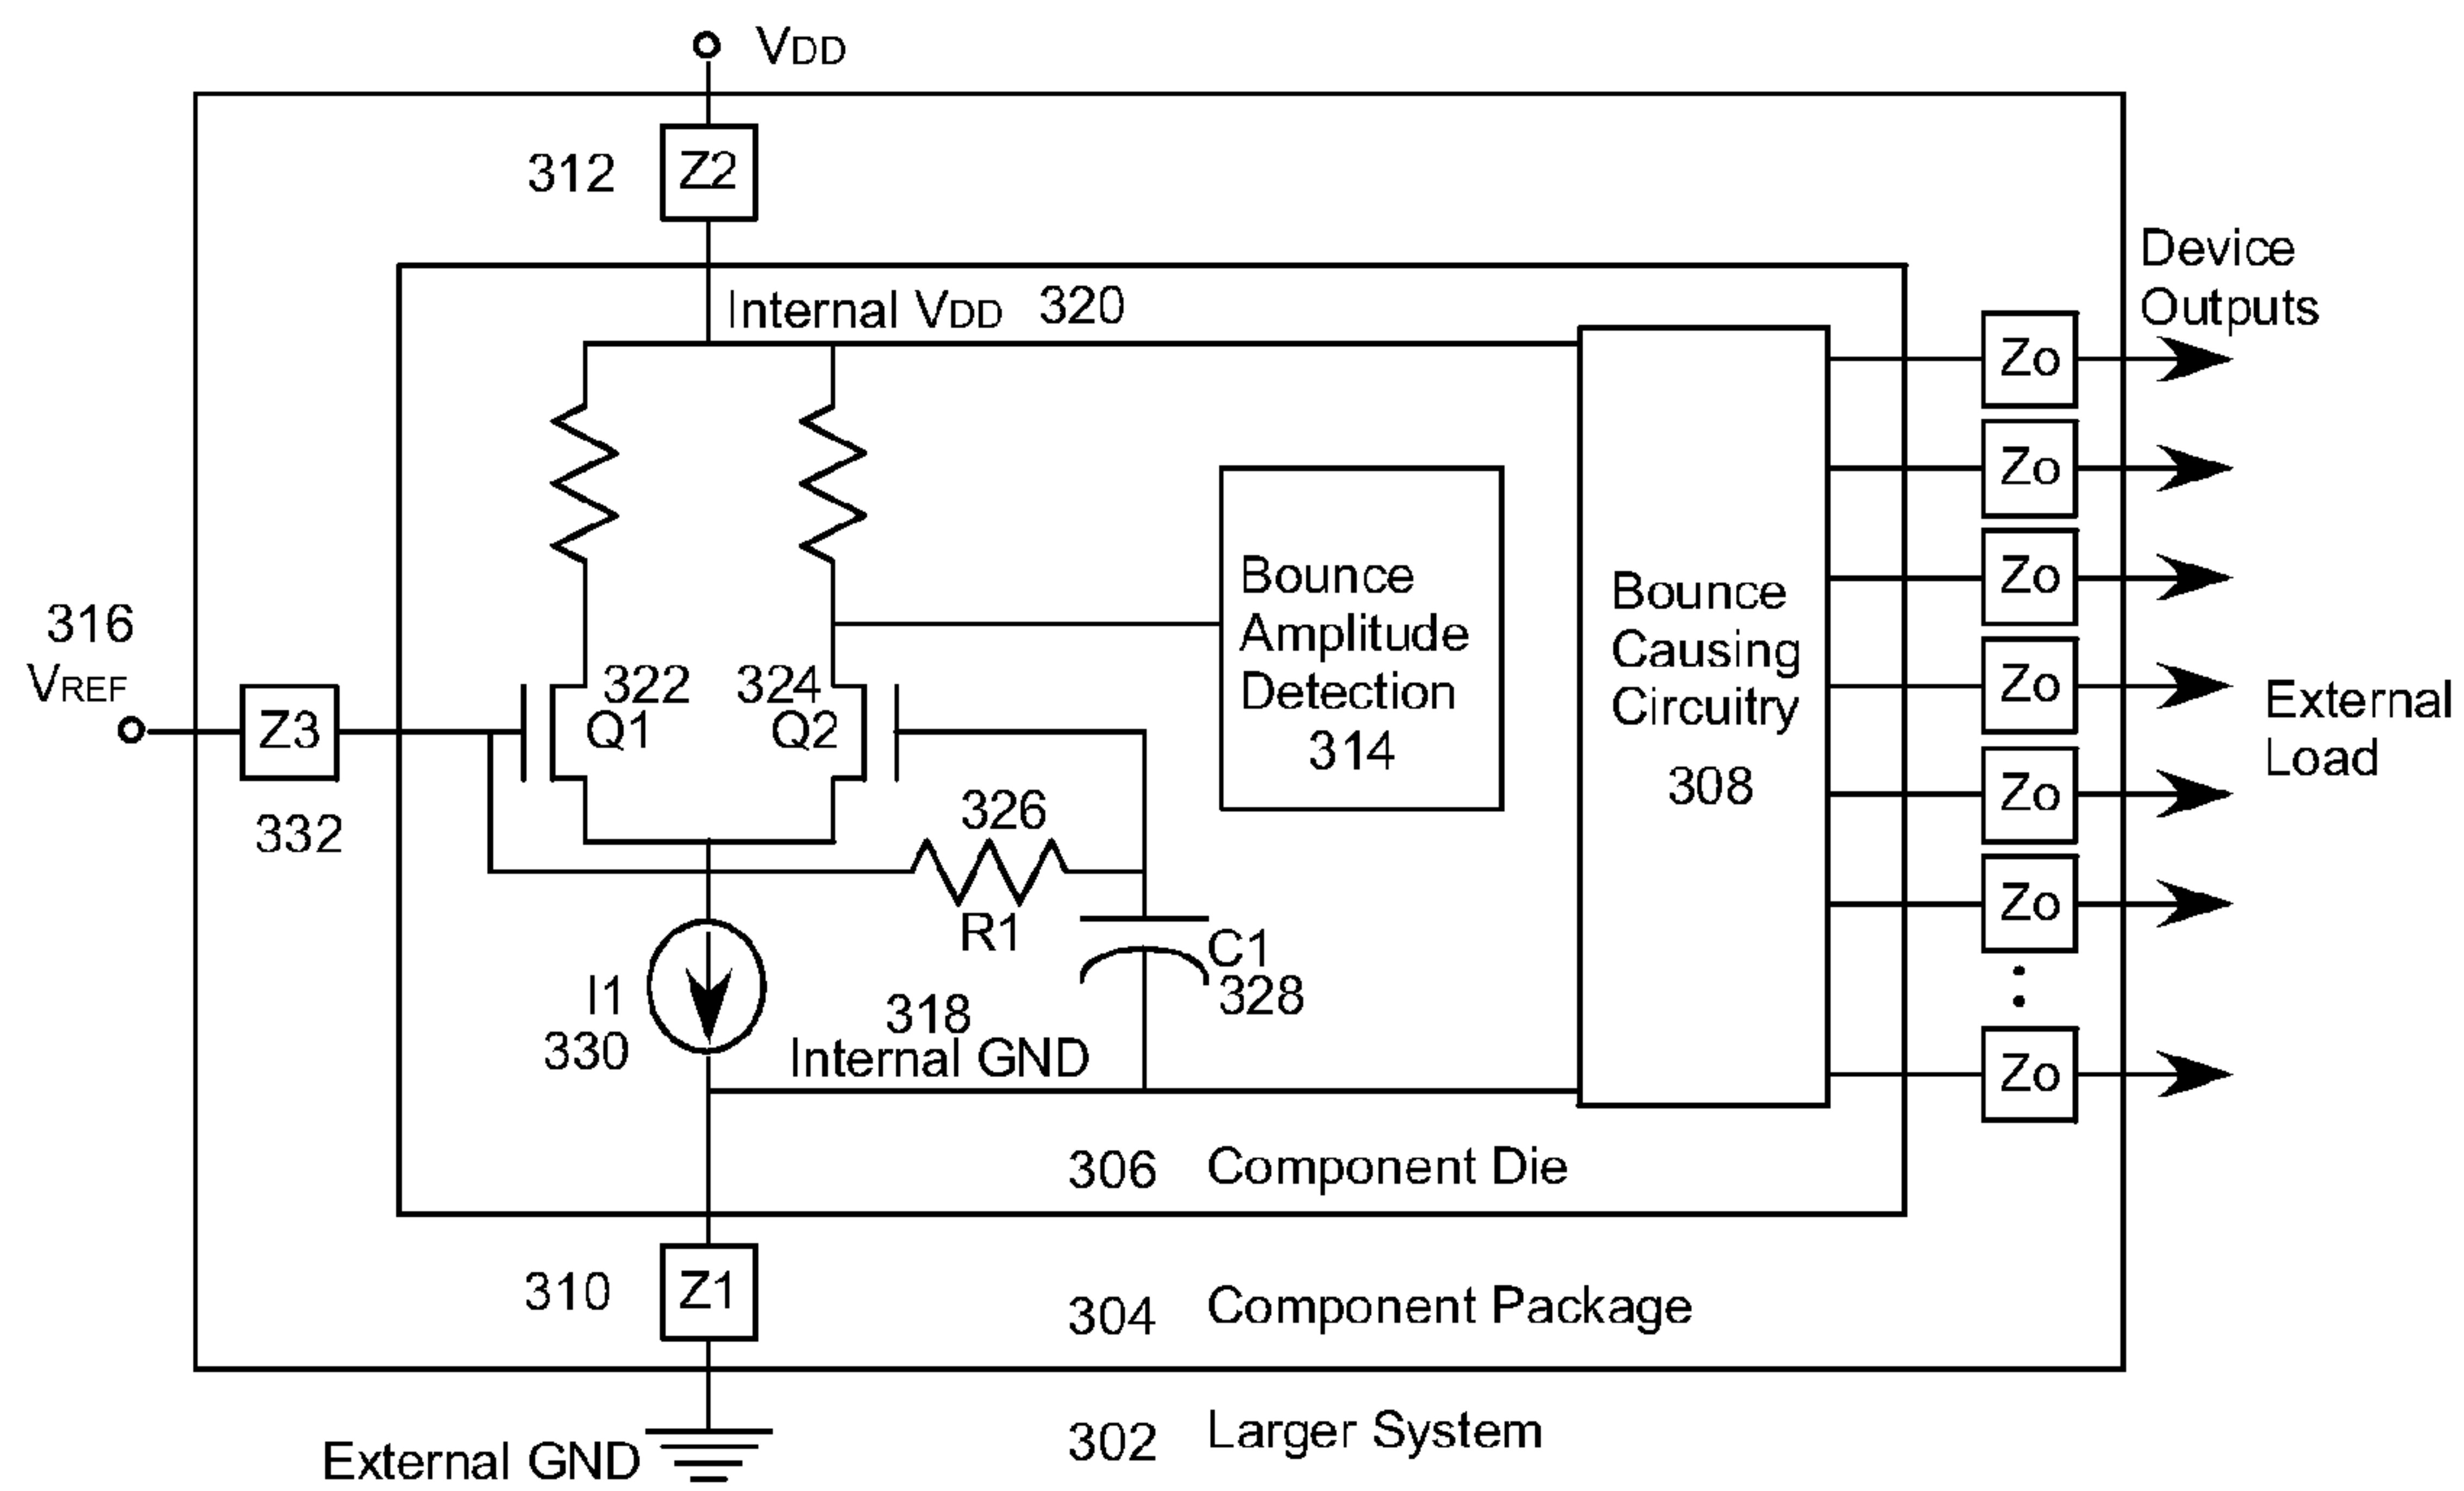 VDD
312
Z2
Device
Outputs
Internal VDD 320
Zo
Zo
Zo
Zo
Zo
Zo
Zo
Bounce
Amplitude
Detection
314
Bounce
Causing
Circuitry
308
316
VREF
Z3
332
322
Q1
324
Q2
External
Load
326
R1
C1
328
I1
330
318
Internal GND
306 Component Die
310
Z1
304 Component Package
External GND
302 Larger System